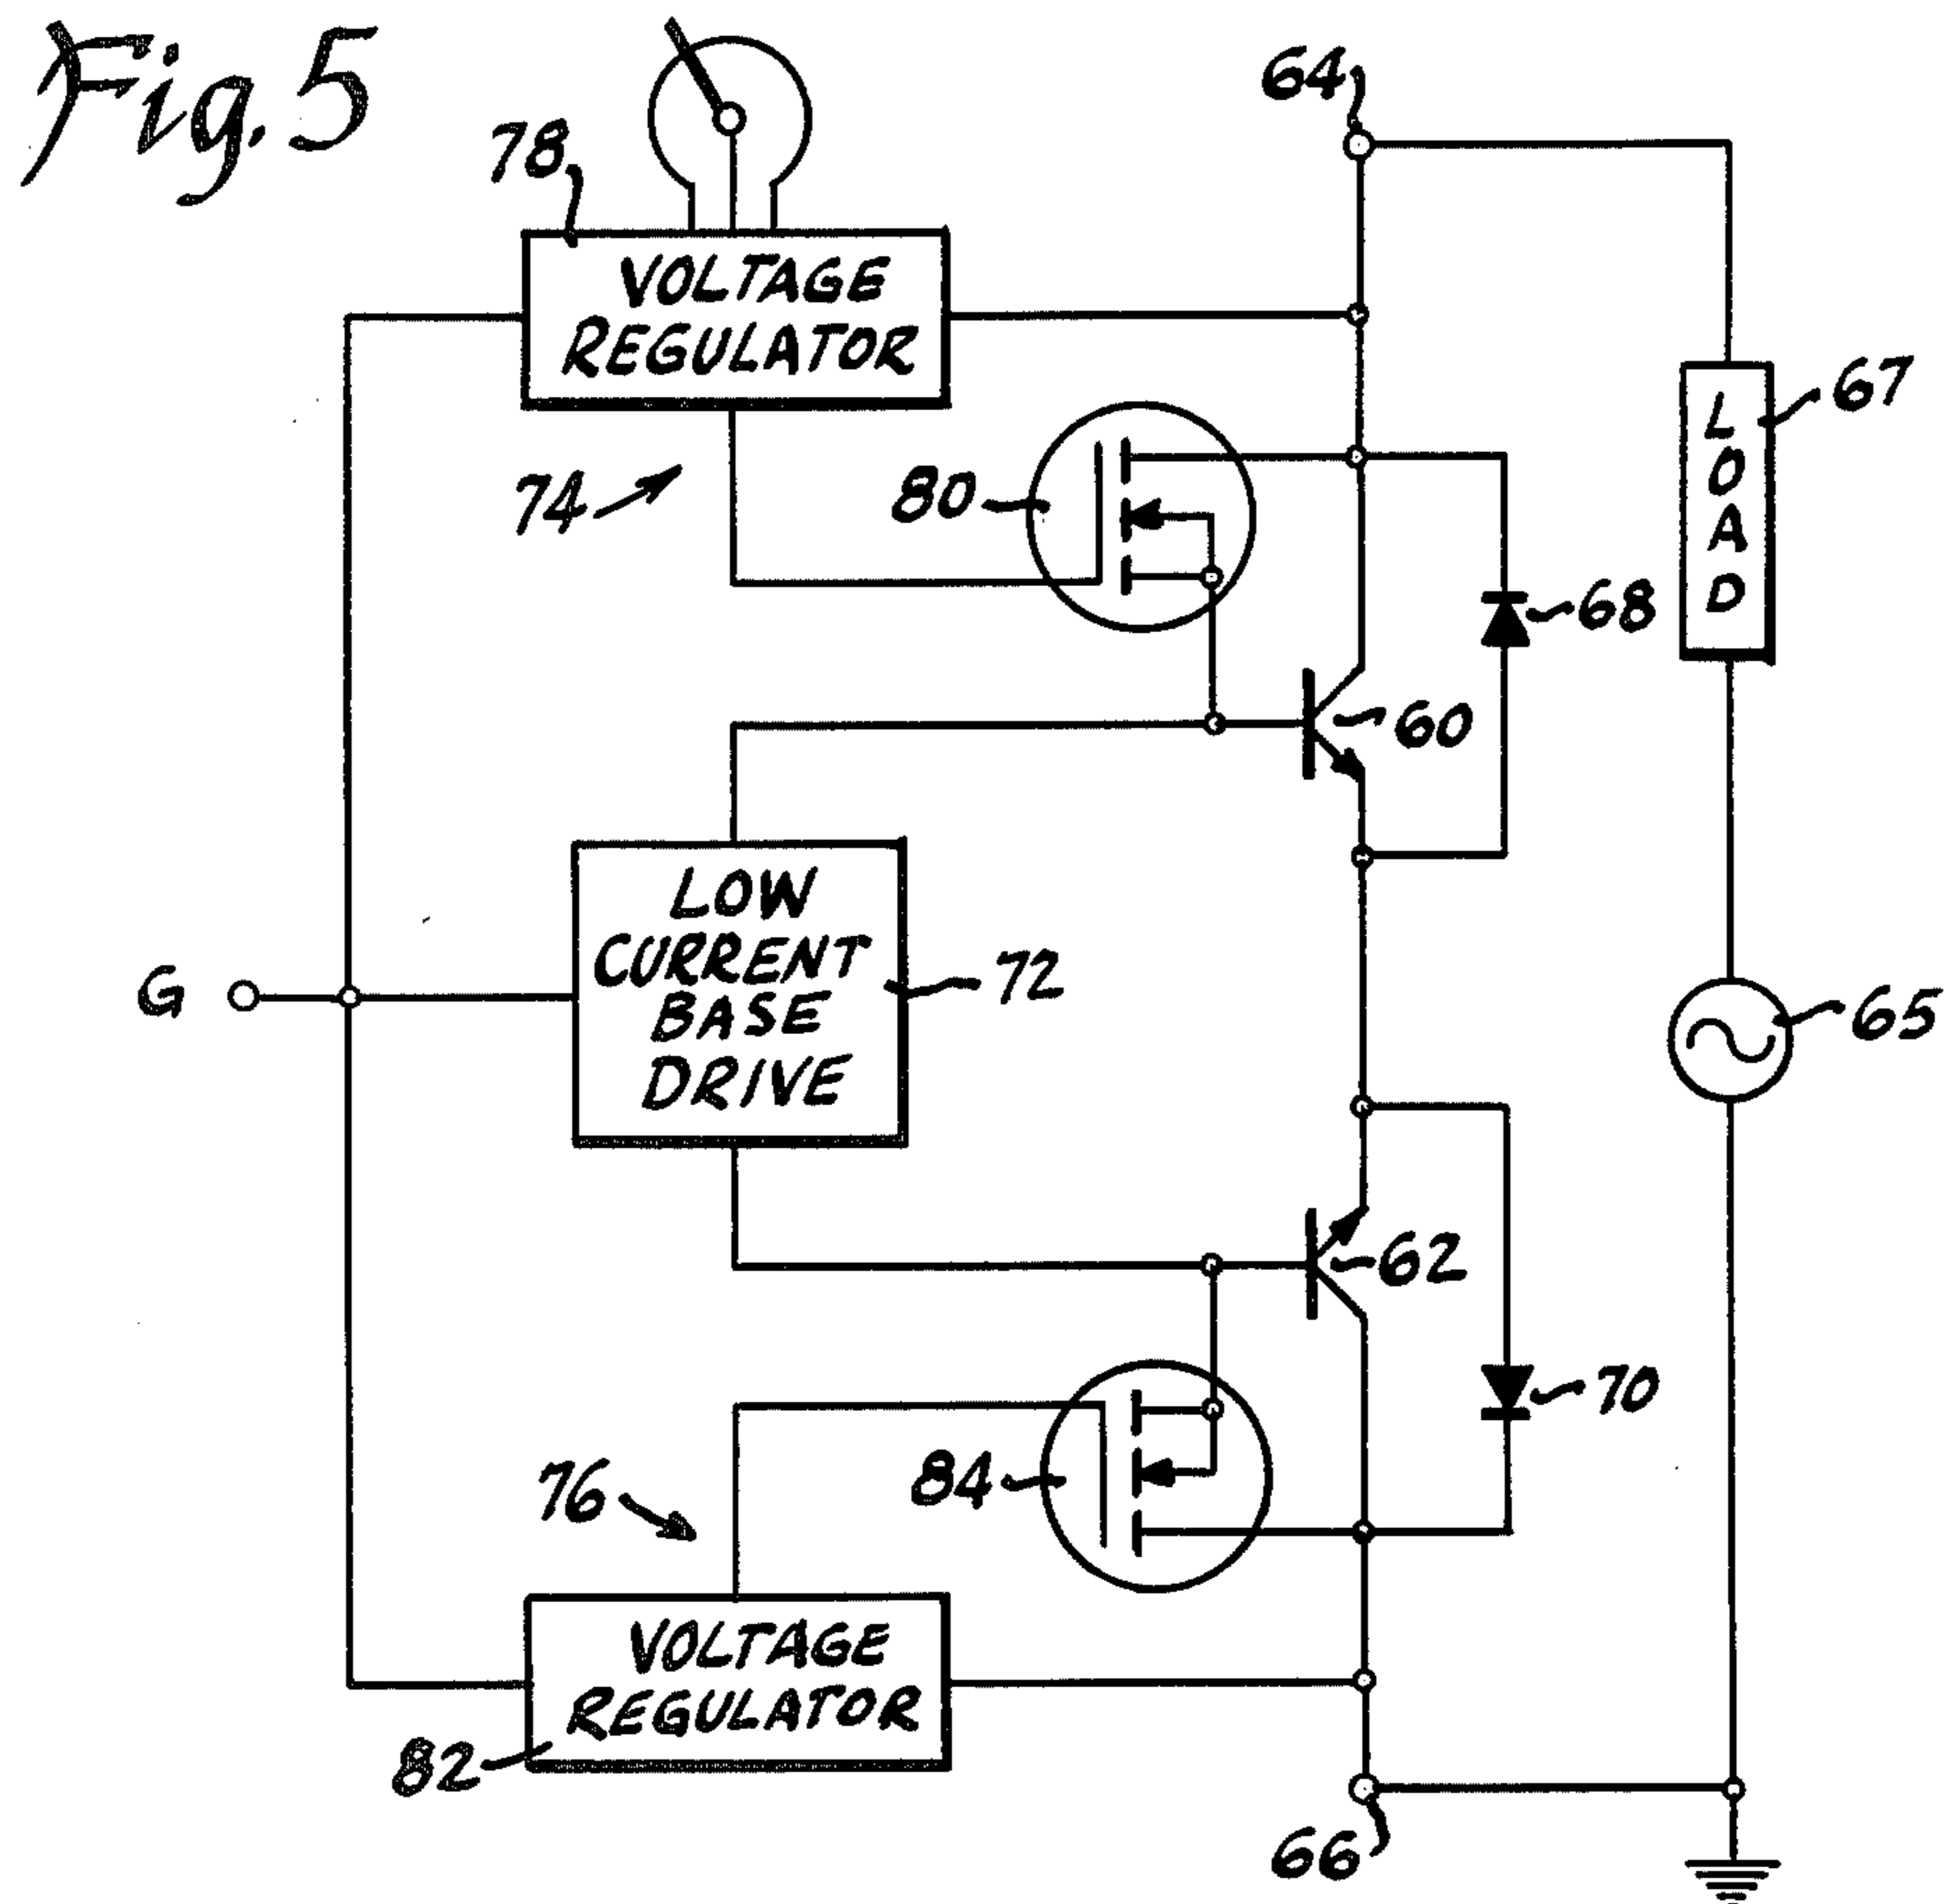 Fig. 5
64
78
VOLTAGE
REGULATOR
67
LOAD
74
80
68
60
LOW
CURRENT
BASE
DRIVE
72
G
65
62
70
84
76
VOLTAGE
REGULATOR
82
66